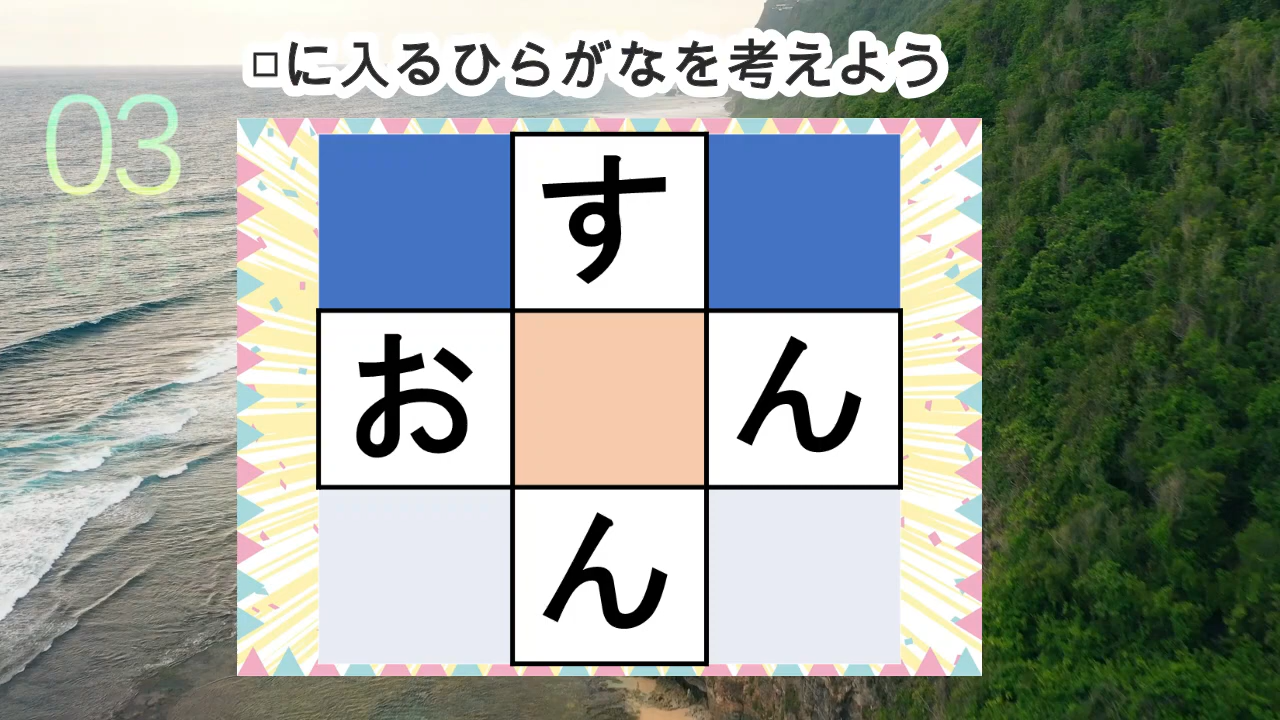 □に入るひらがなを考えよう
03
す
お ん
ん